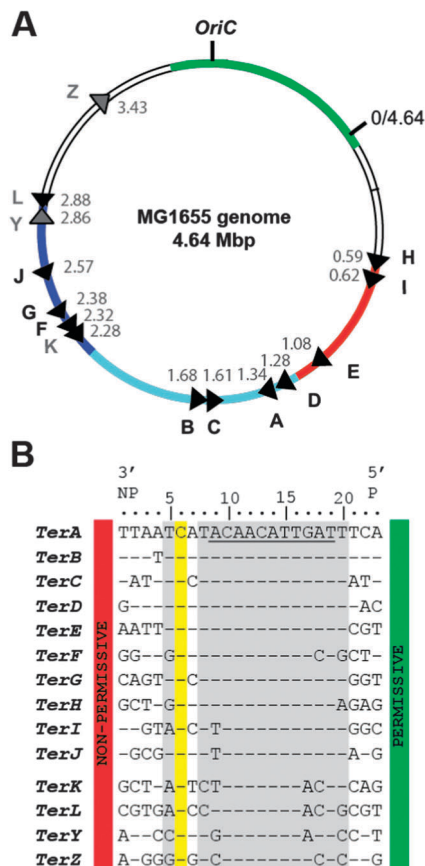 A
OriC
Z
3.43
0/4.64
L
2.88
Y
2.86
MG1655 genome
4.64 Mbp
0.59
H
0.62
I
J
2.57
G
2.38
F
2.32
K
2.28
1.08
E
1.28
D
1.34
A
1.68
1.61
B
C
B
3′ 5′
NP 5 10 15 20 P
TerA TTAATCATACAACATTGATTTCA
TerB ---T-------------------
TerC -AT---C-------------AT-
TerD G--------------------AC
TerE AATT----------------CGT
TerF GG--G------------C-GCT-
TerG CAGT--C-------------GGT
TerH GCT-G--------------AGAG
TerI --GTA-C-T-----------GGC
TerJ -GCG----T-----------A-G
TerK GCT-A-TCT-------AC--CAG
TerL CGTGA-CC--------AC-GCGT
TerY A--CC---G-------A-CC--G
TerZ A-GGG-G-C--------C-C--G
NON-PERMISSIVE
PERMISSIVE